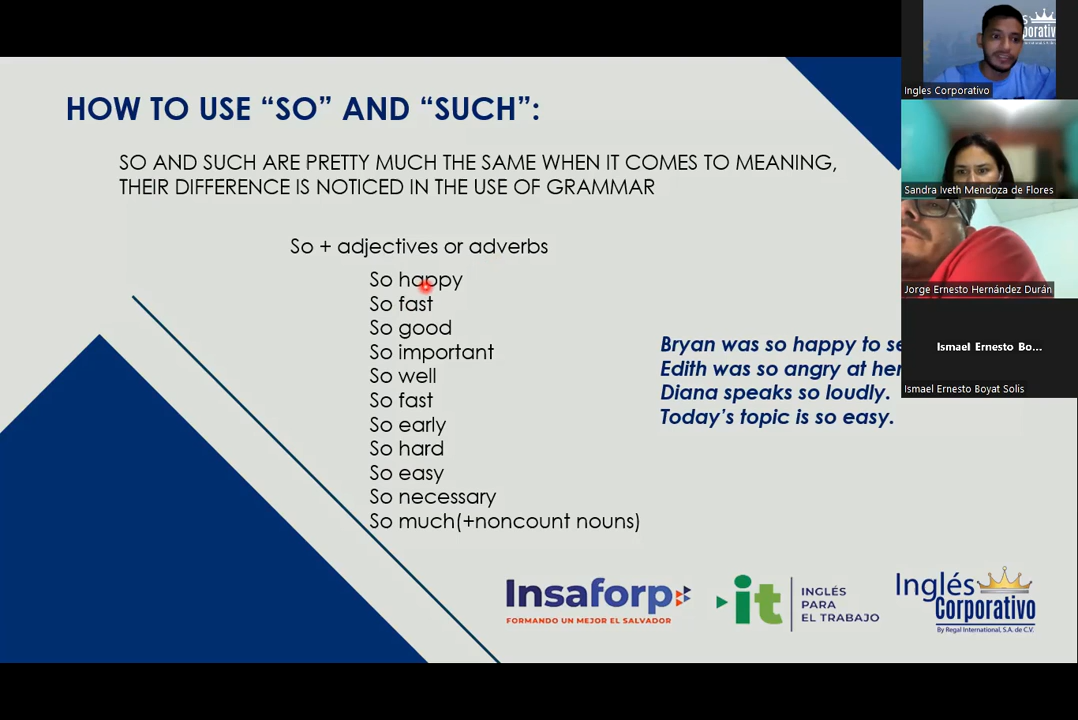 HOW TO USE “SO” AND “SUCH”:
SO AND SUCH ARE PRETTY MUCH THE SAME WHEN IT COMES TO MEANING,
THEIR DIFFERENCE IS NOTICED IN THE USE OF GRAMMAR
So + adjectives or adverbs
So happy
So fast
So good
So important
So well
So fast
So early
So hard
So easy
So necessary
So much(+noncount nouns)
Bryan was so happy to
Edith was so angry at
Diana speaks so loudly.
Today’s topic is so easy.
Insaforp
FORMANDO UN MEJOR EL SALVADOR
it
INGLÉS
PARA
EL TRABAJO
Inglés
Corporativo
By Regal International, S.A. de C.V.
Ingles Corporativo
Sandra Iveth Mendoza de Flores
Jorge Ernesto Hernández Durán
Ismael Ernesto Bo...
Ismael Ernesto Boyat Solis